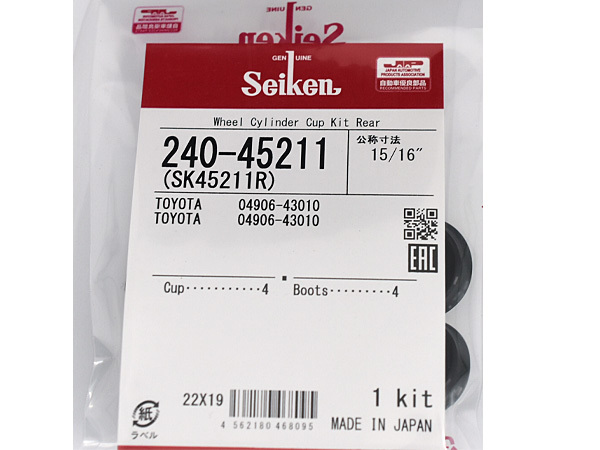 Seiken
GENUINE
Seiken
JAPAN AUTOMOTIVE
PRODUCTS ASSOCIATION
自動車優良部品
RECOMMENDED PARTS
Wheel Cylinder Cup Kit Rear
240-45211
(SK45211R)
公称寸法
15/16"
TOYOTA 04906-43010
TOYOTA 04906-43010
EAC
Cup···········4 Boots·········4
22X19
4 562180 468095
1 kit
MADE IN JAPAN
紙
ラベル